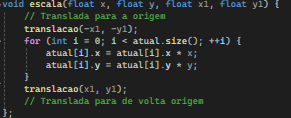 void escala(float x, float y, float x1, float y1) {
// Translada para a origem
translacao(-x1, -y1);
for (int i = 0; i < atual.size(); ++i) {
atual[i].x = atual[i].x * x;
atual[i].y = atual[i].y * y;
}
translacao(x1, y1);
// Translada para de volta origem
};